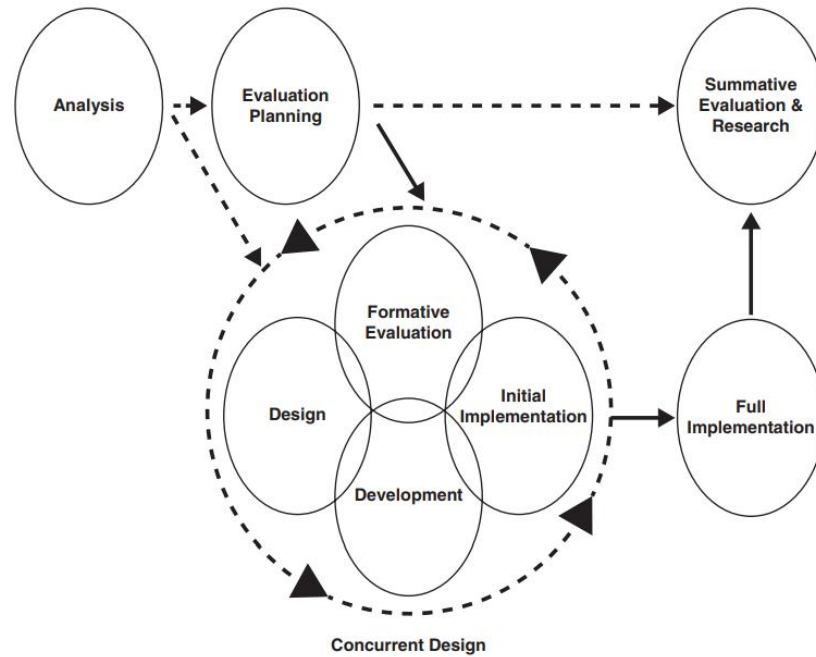 Analysis
Evaluation
Planning
Summative
Evaluation &
Research
Formative
Evaluation
Design
Initial
Implementation
Development
Full
Implementation
Concurrent Design